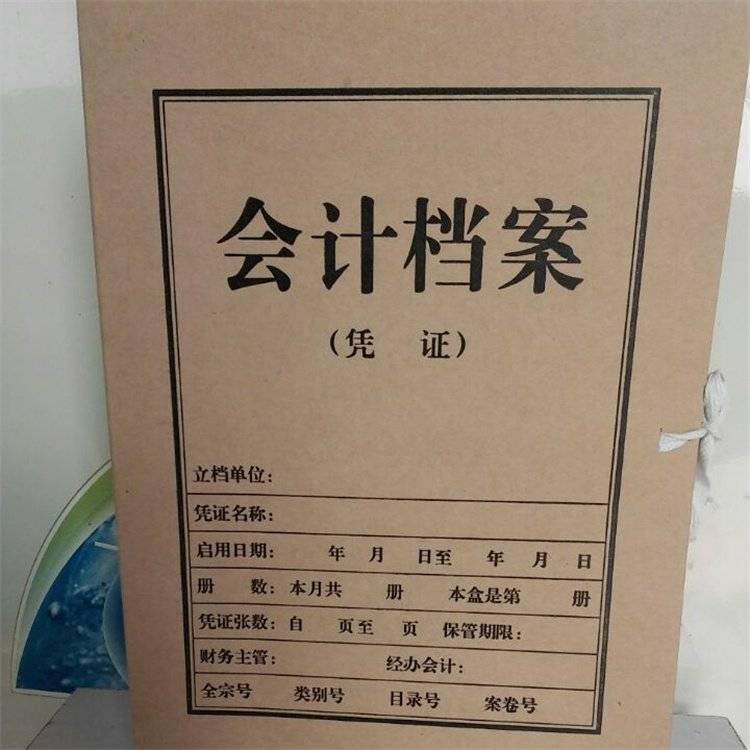 会计档案
（凭 证）
立档单位：
凭证名称：
启用日期： 年 月 日至 年 月 日
册 数：本月共 册 本盒是第 册
凭证张数：自 页至 页 保管期限：
财务主管： 经办会计：
全宗号 类别号 目录号 案卷号